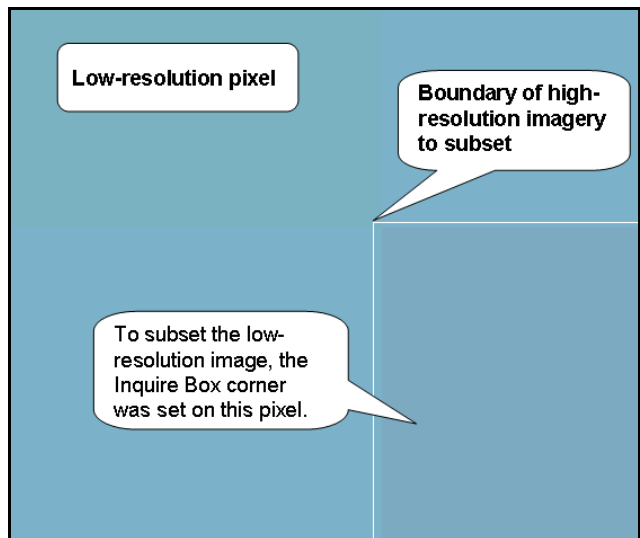 Low-resolution pixel
Boundary of high-
resolution imagery
to subset
To subset the low-
resolution image, the
Inquire Box corner
was set on this pixel.